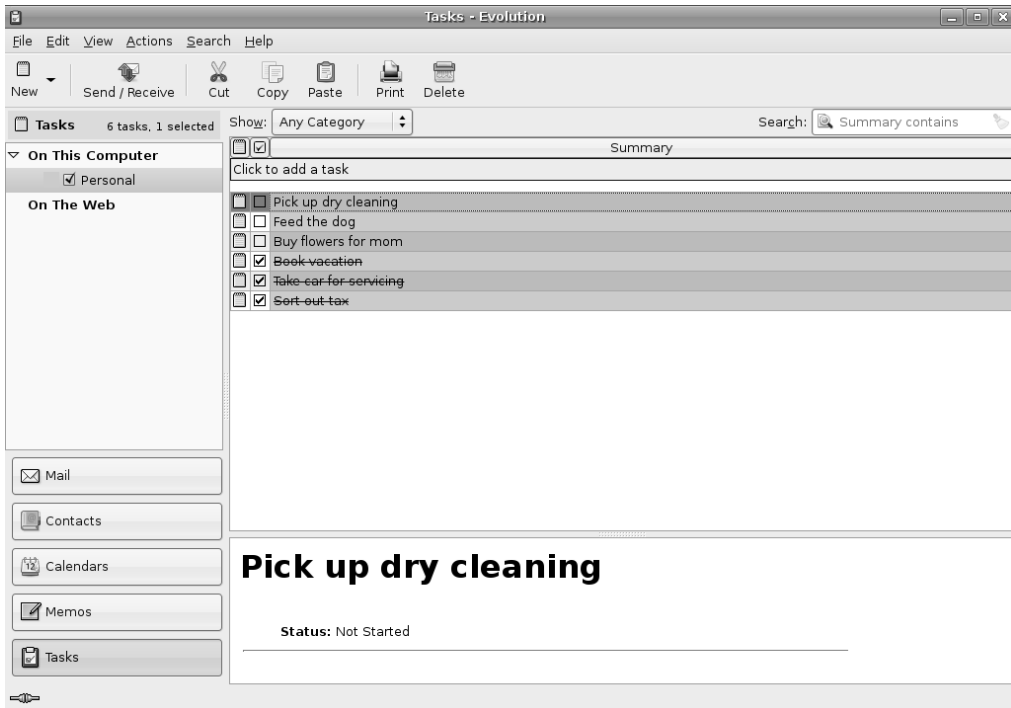 Tasks - Evolution
File Edit View Actions Search Help
New Send / Receive Cut Copy Paste Print Delete
Tasks 6 tasks, 1 selected Show: Any Category Search: Summary contains
On This Computer
Personal
On The Web
Summary
Click to add a task
Pick up dry cleaning
Feed the dog
Buy flowers for mom
Book vacation
Take car for servicing
Sort out tax
Mail
Contacts
12 Calendars
Memos
Tasks
Pick up dry cleaning
Status: Not Started